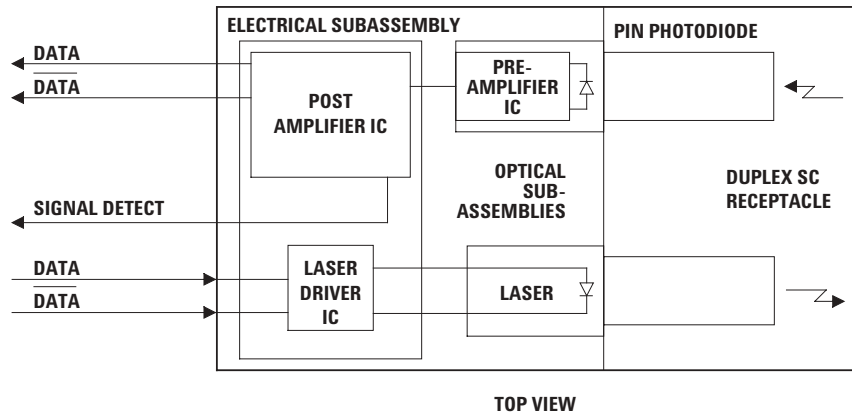 ELECTRICAL SUBASSEMBLY
PIN PHOTODIODE
DATA
DATA
POST
AMPLIFIER IC
PRE-
AMPLIFIER
IC
OPTICAL
SUB-
ASSEMBLIES
DUPLEX SC
RECEPTACLE
SIGNAL DETECT
DATA
DATA
LASER
DRIVER
IC
LASER
TOP VIEW